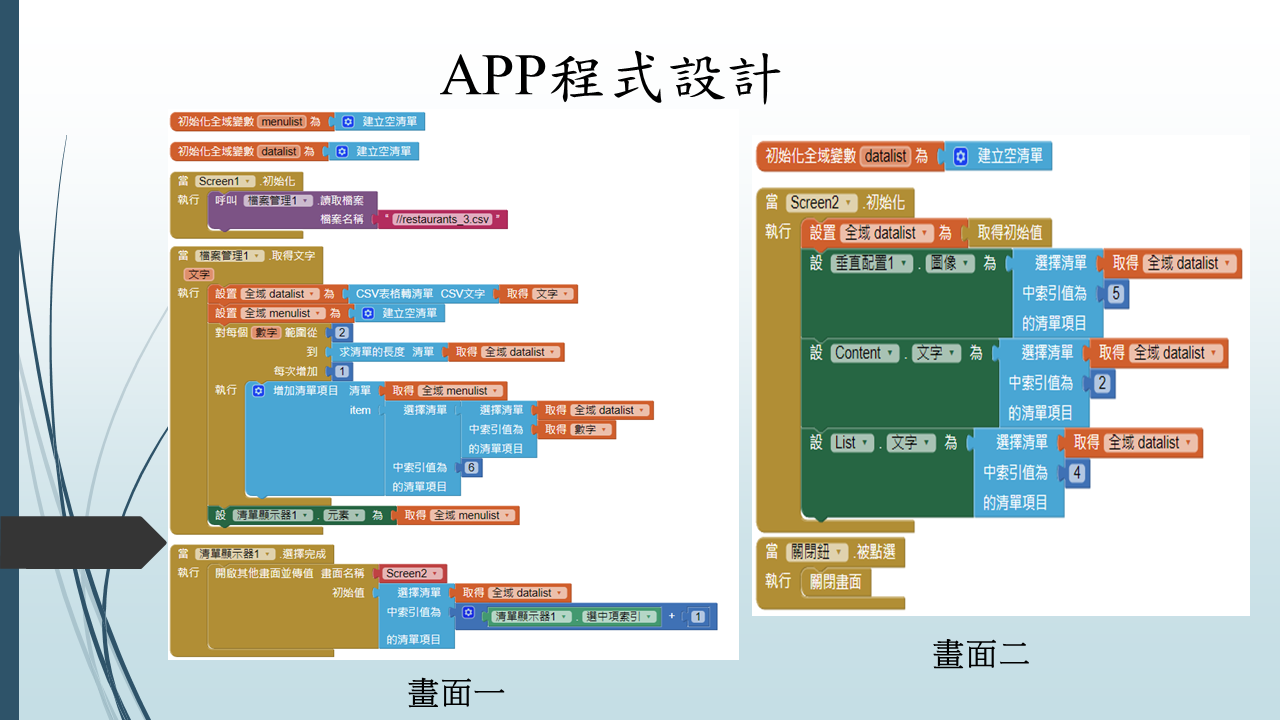 APP程式設計
初始化全域變數 menulist 為 建立空清單
初始化全域變數 datalist 為 建立空清單
當 Screen1 .初始化
執行 呼叫 檔案管理1 .讀取檔案
檔案名稱 " //restaurants_3.csv "
當 檔案管理1 .取得文字
文字
執行 設置 全域 datalist 為 CSV表格轉清單 CSV文字 取得 文字
設置 全域 menulist 為 建立空清單
對每個 數字 範圍從 2
到 求清單的長度 清單 取得 全域 datalist
每次增加 1
執行 增加清單項目 清單 取得 全域 menulist
item 選擇清單 選擇清單 取得 全域 datalist
中索引值為 取得 數字
的清單項目
中索引值為 6
的清單項目
設 清單顯示器1 . 元素 為 取得 全域 menulist
當 清單顯示器1 .選擇完成
執行 開啟其他畫面並傳值 畫面名稱 Screen2
初始值 選擇清單 取得 全域 datalist
中索引值為 清單顯示器1 . 選中項索引 + 1
的清單項目
畫面一
初始化全域變數 datalist 為 建立空清單
當 Screen2 .初始化
執行 設置 全域 datalist 為 取得初始值
設 垂直配置1 . 圖像 為 選擇清單 取得 全域 datalist
中索引值為 5
的清單項目
設 Content . 文字 為 選擇清單 取得 全域 datalist
中索引值為 2
的清單項目
設 List . 文字 為 選擇清單 取得 全域 datalist
中索引值為 4
的清單項目
當 關閉鈕 .被點選
執行 關閉畫面
畫面二